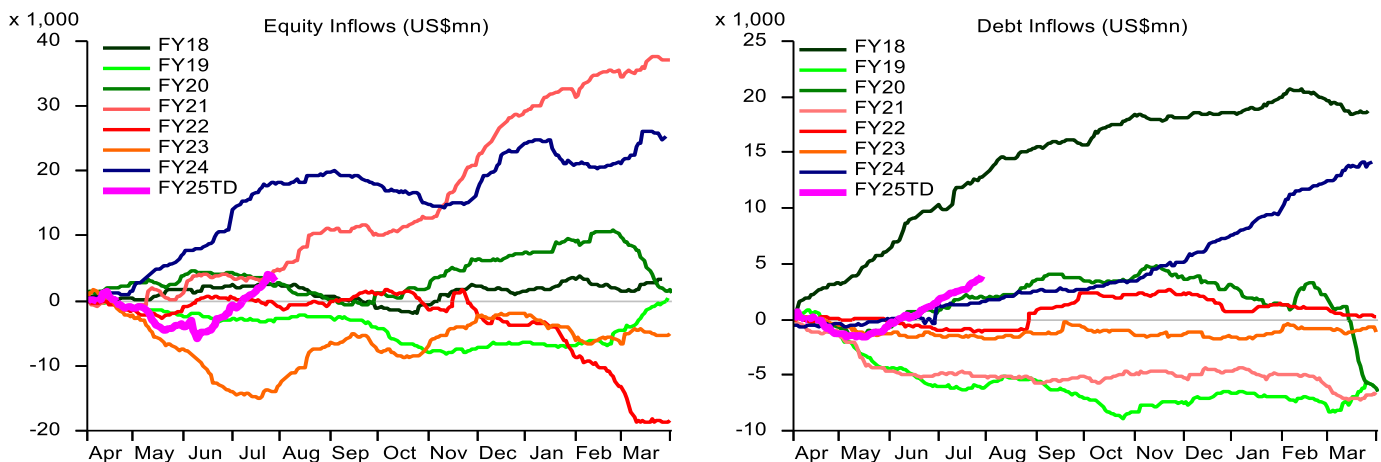 x 1,000
Equity Inflows (US$mn)
40
30
20
10
0
-10
-20
FY18
FY19
FY20
FY21
FY22
FY23
FY24
FY25TD
Apr May Jun Jul Aug Sep Oct Nov Dec Jan Feb Mar
x 1,000
Debt Inflows (US$mn)
25
20
15
10
5
0
-5
-10
FY18
FY19
FY20
FY21
FY22
FY23
FY24
FY25TD
Apr May Jun Jul Aug Sep Oct Nov Dec Jan Feb Mar